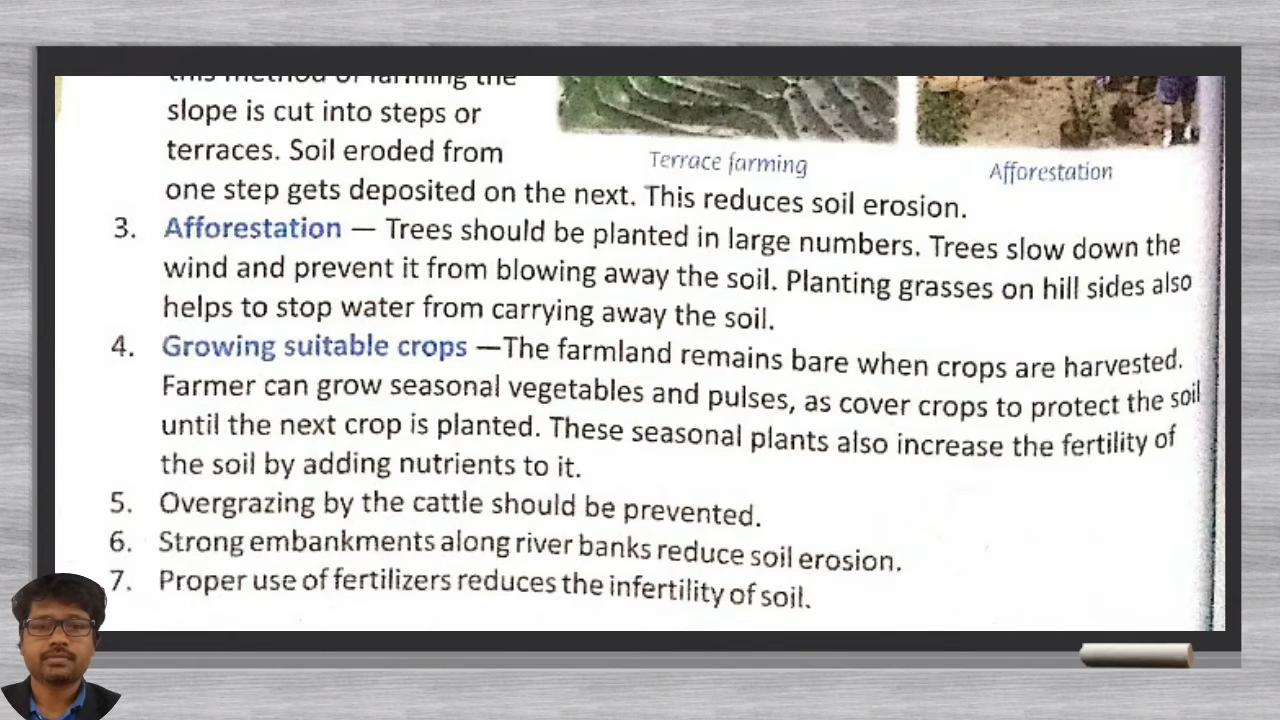 this method of farming the
slope is cut into steps or
terraces. Soil eroded from
one step gets deposited on the next. This reduces soil erosion.
Terrace farming
Afforestation
3. Afforestation — Trees should be planted in large numbers. Trees slow down the
wind and prevent it from blowing away the soil. Planting grasses on hill sides also
helps to stop water from carrying away the soil.
4. Growing suitable crops —The farmland remains bare when crops are harvested.
Farmer can grow seasonal vegetables and pulses, as cover crops to protect the soil
until the next crop is planted. These seasonal plants also increase the fertility of
the soil by adding nutrients to it.
5. Overgrazing by the cattle should be prevented.
6. Strong embankments along river banks reduce soil erosion.
7. Proper use of fertilizers reduces the infertility of soil.